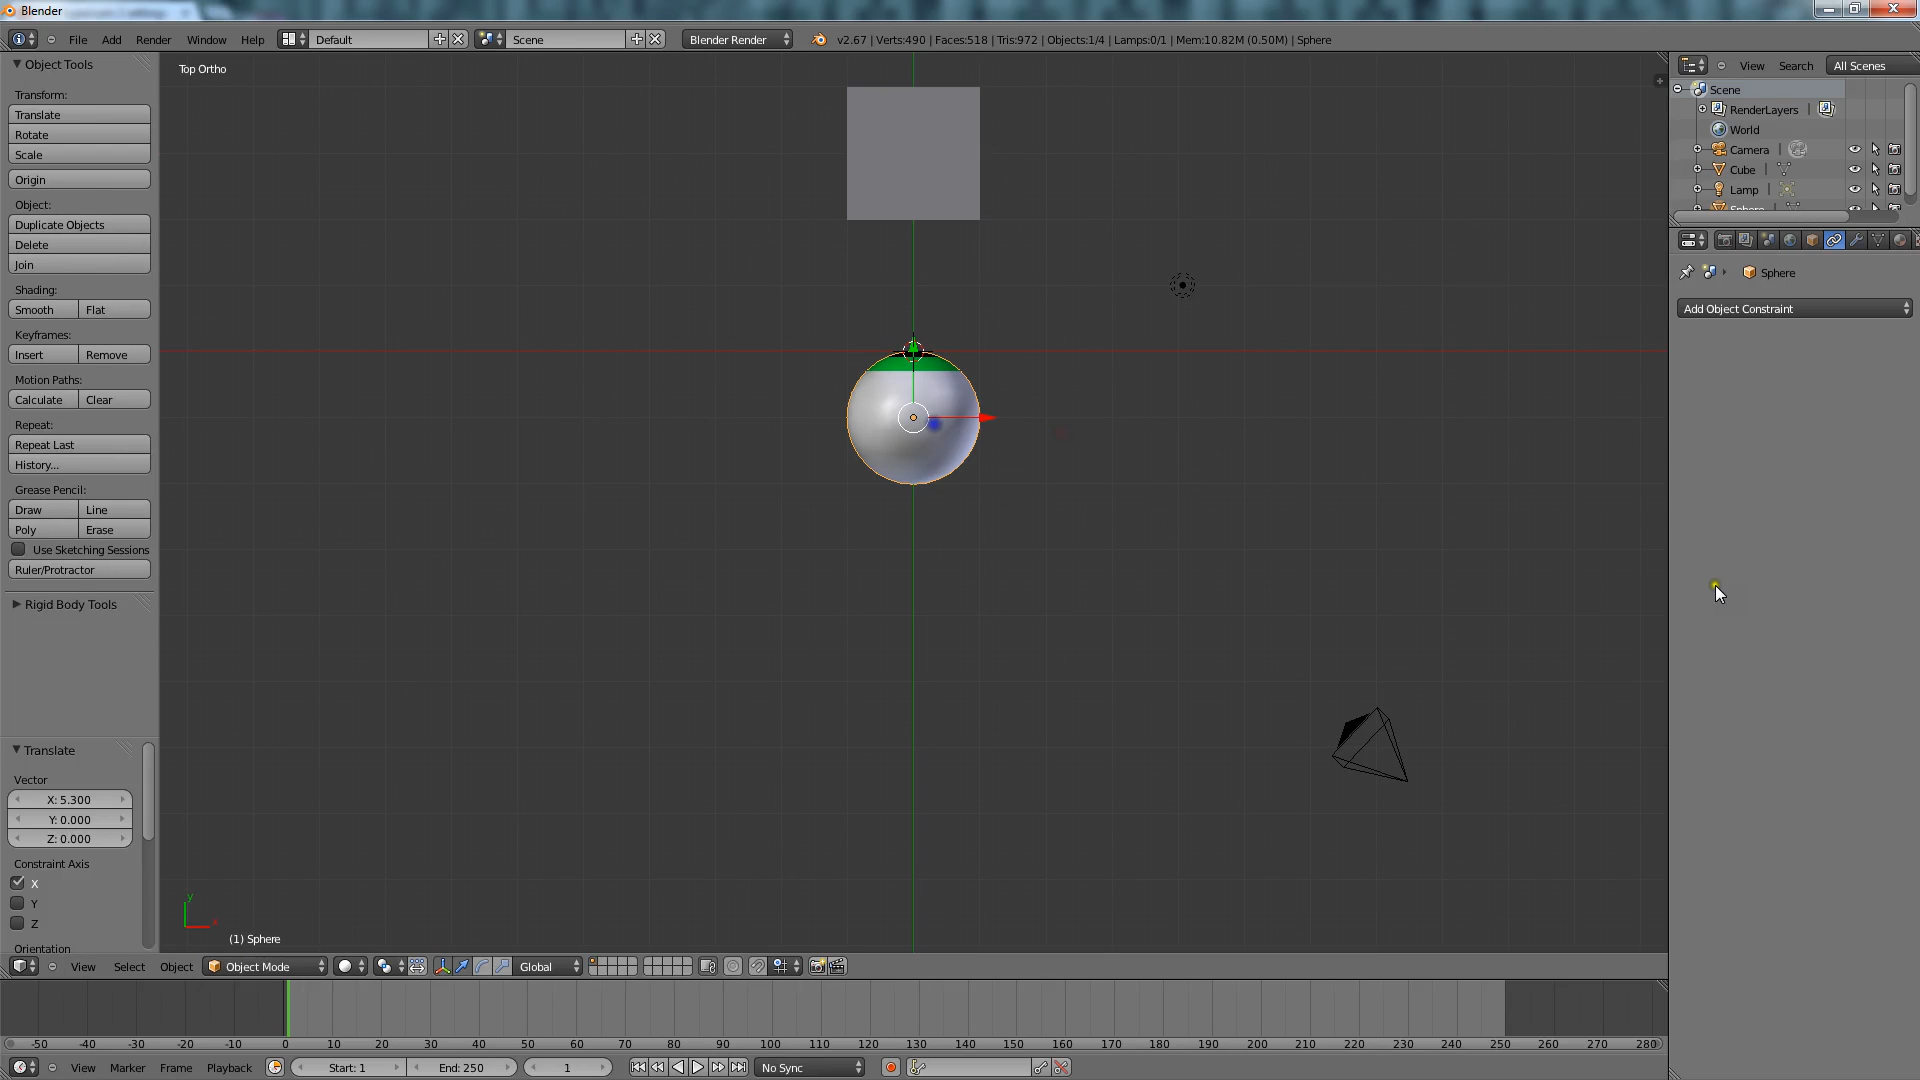 Blender
File Add Render Window Help Default Scene Blender Render v2.67 | Verts:490 | Faces:518 | Tris:972 | Objects:1/4 | Lamps:0/1 | Mem:10.82M (0.50M) | Sphere
Object Tools
Top Ortho
Transform:
Translate
Rotate
Scale
Origin
Object:
Duplicate Objects
Delete
Join
Shading:
Smooth Flat
Keyframes:
Insert Remove
Motion Paths:
Calculate Clear
Repeat:
Repeat Last
History...
Grease Pencil:
Draw Line
Poly Erase
Use Sketching Sessions
Ruler/Protractor
Rigid Body Tools
Translate
Vector
X: 5.300
Y: 0.000
Z: 0.000
Constraint Axis
X
Y
Z
Orientation
y
x
(1) Sphere
View Search All Scenes
Scene
RenderLayers |
World
Camera |
Cube |
Lamp |
Sphere
Sphere
Add Object Constraint
View Select Object Object Mode Global
-50 -40 -30 -20 -10 0 10 20 30 40 50 60 70 80 90 100 110 120 130 140 150 160 170 180 190 200 210 220 230 240 250 260 270 280
View Marker Frame Playback Start: 1 End: 250 1 No Sync